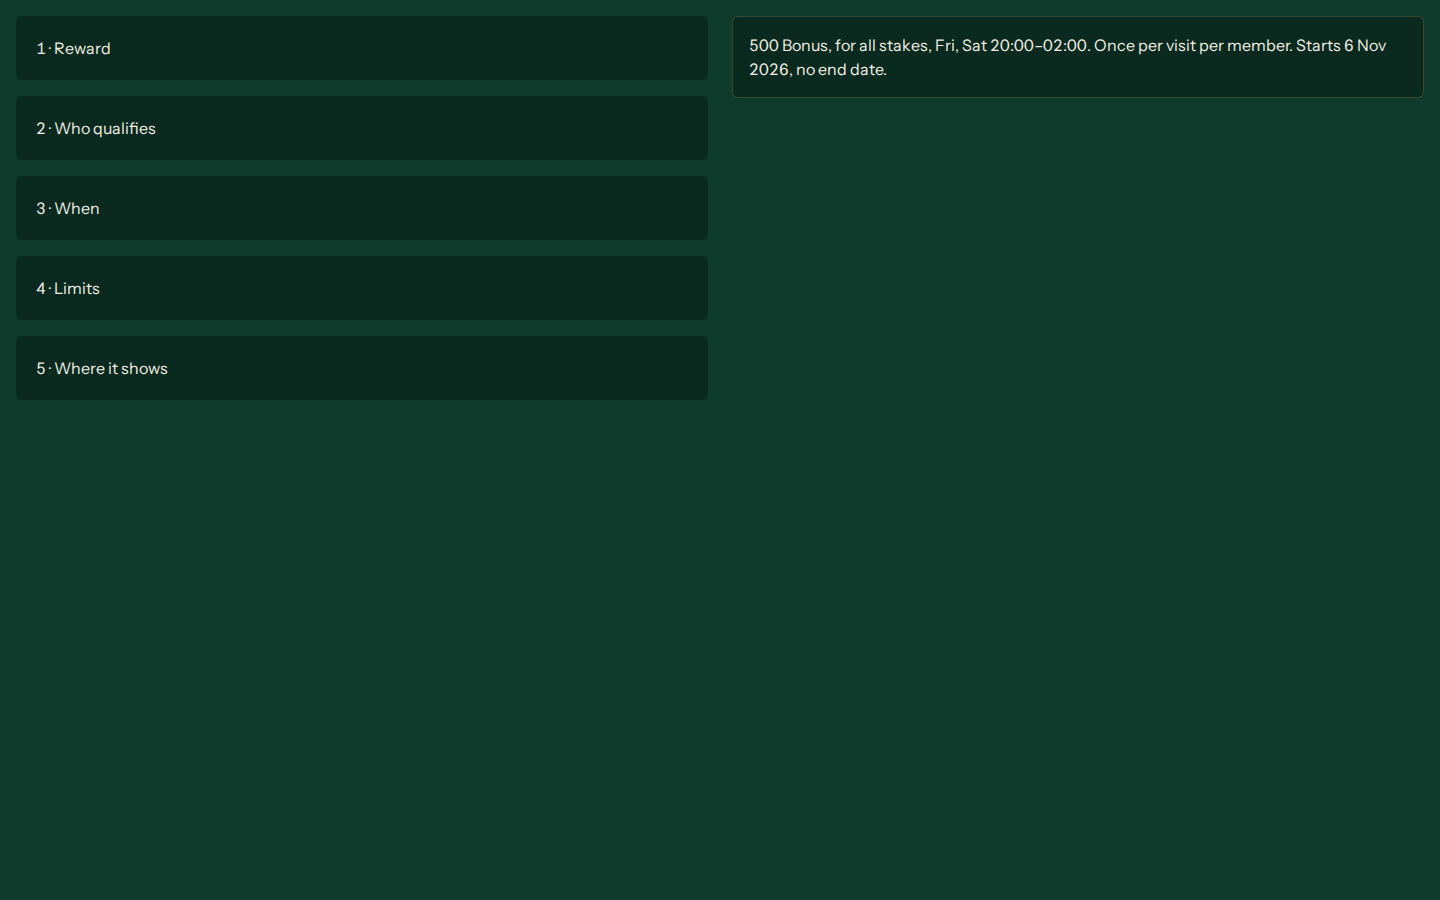 1 · Reward
2 · Who qualifies
3 · When
4 · Limits
5 · Where it shows
500 Bonus, for all stakes, Fri, Sat 20:00–02:00. Once per visit per member. Starts 6 Nov
2026, no end date.